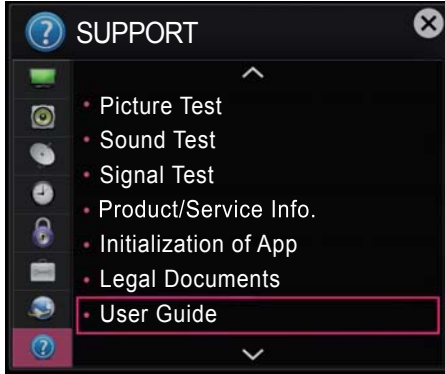 SUPPORT
Picture Test
Sound Test
Signal Test
Product/Service Info.
Initialization of App
Legal Documents
User Guide